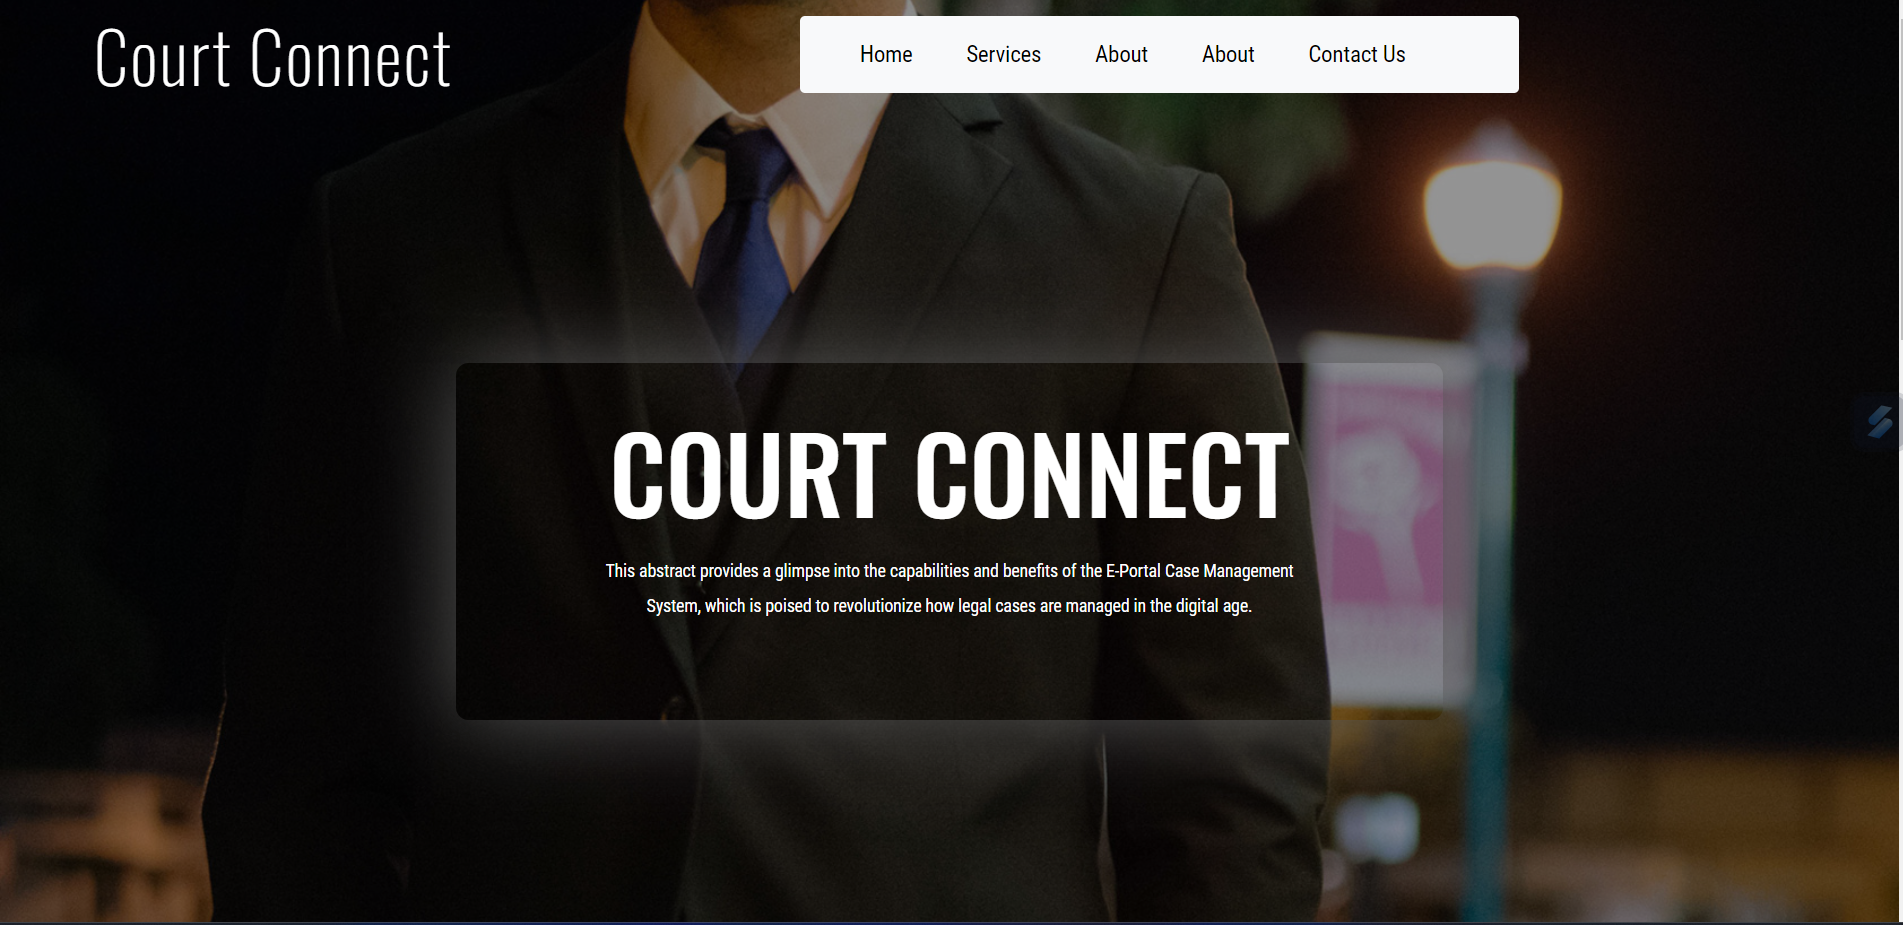 Court Connect
Home Services About About Contact Us
COURT CONNECT
This abstract provides a glimpse into the capabilities and benefits of the E-Portal Case Management
System, which is poised to revolutionize how legal cases are managed in the digital age.